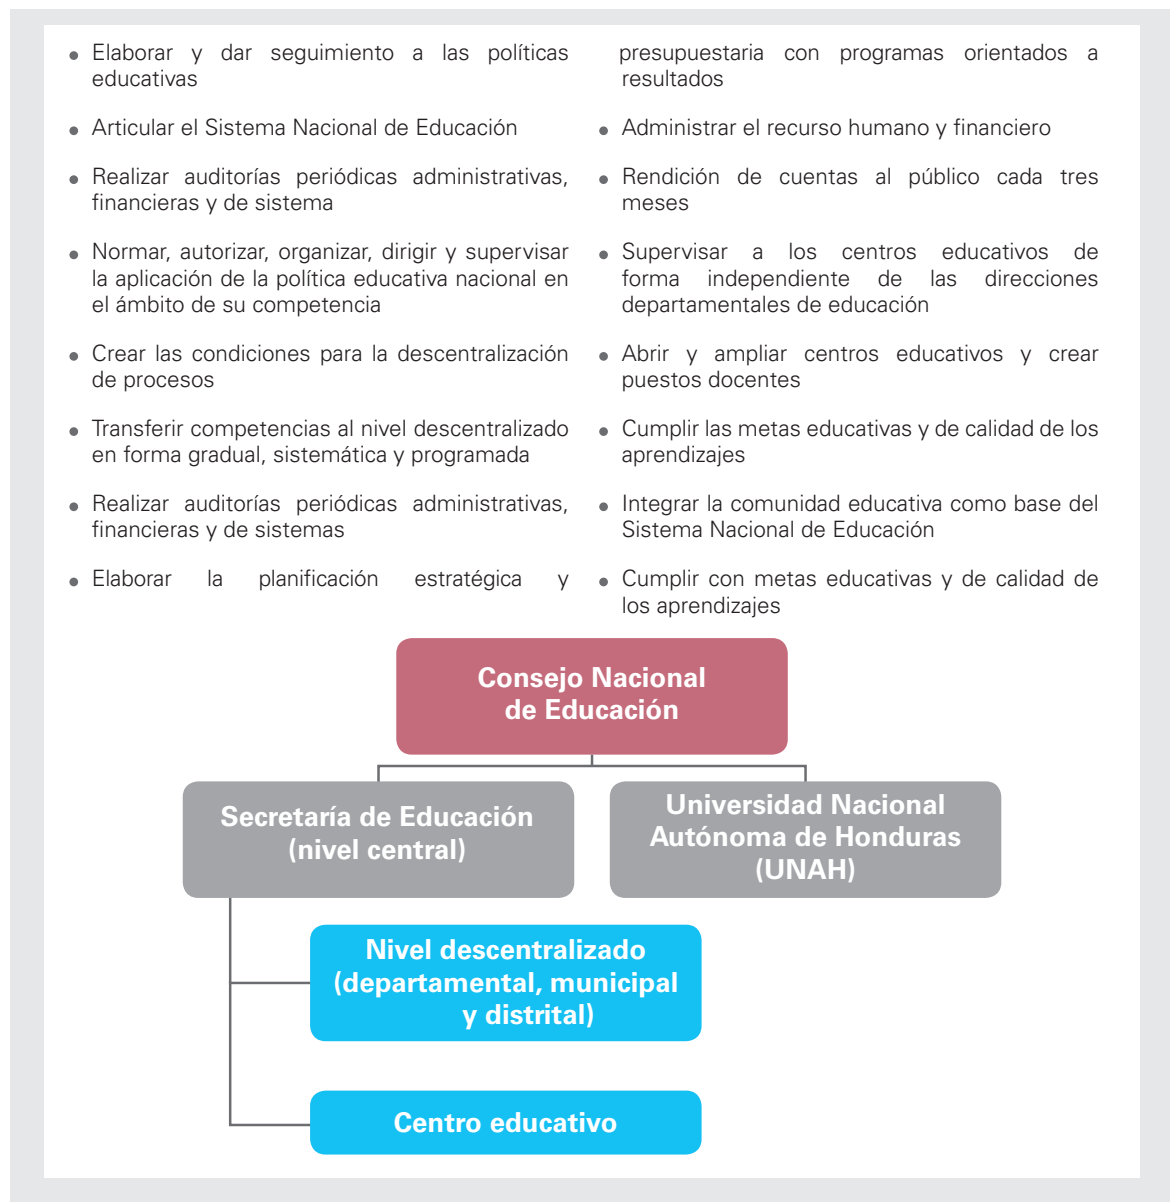 • Elaborar y dar seguimiento a las políticas
educativas
• Articular el Sistema Nacional de Educación
• Realizar auditorías periódicas administrativas,
financieras y de sistema
• Normar, autorizar, organizar, dirigir y supervisar
la aplicación de la política educativa nacional en
el ámbito de su competencia
• Crear las condiciones para la descentralización
de procesos
• Transferir competencias al nivel descentralizado
en forma gradual, sistemática y programada
• Realizar auditorías periódicas administrativas,
financieras y de sistemas
• Elaborar la planificación estratégica y
presupuestaria con programas orientados a
resultados
• Administrar el recurso humano y financiero
• Rendición de cuentas al público cada tres
meses
• Supervisar a los centros educativos de
forma independiente de las direcciones
departamentales de educación
• Abrir y ampliar centros educativos y crear
puestos docentes
• Cumplir las metas educativas y de calidad de los
aprendizajes
• Integrar la comunidad educativa como base del
Sistema Nacional de Educación
• Cumplir con metas educativas y de calidad de
los aprendizajes
Consejo Nacional
de Educación
Secretaría de Educación
(nivel central)
Universidad Nacional
Autónoma de Honduras
(UNAH)
Nivel descentralizado
(departamental, municipal
y distrital)
Centro educativo